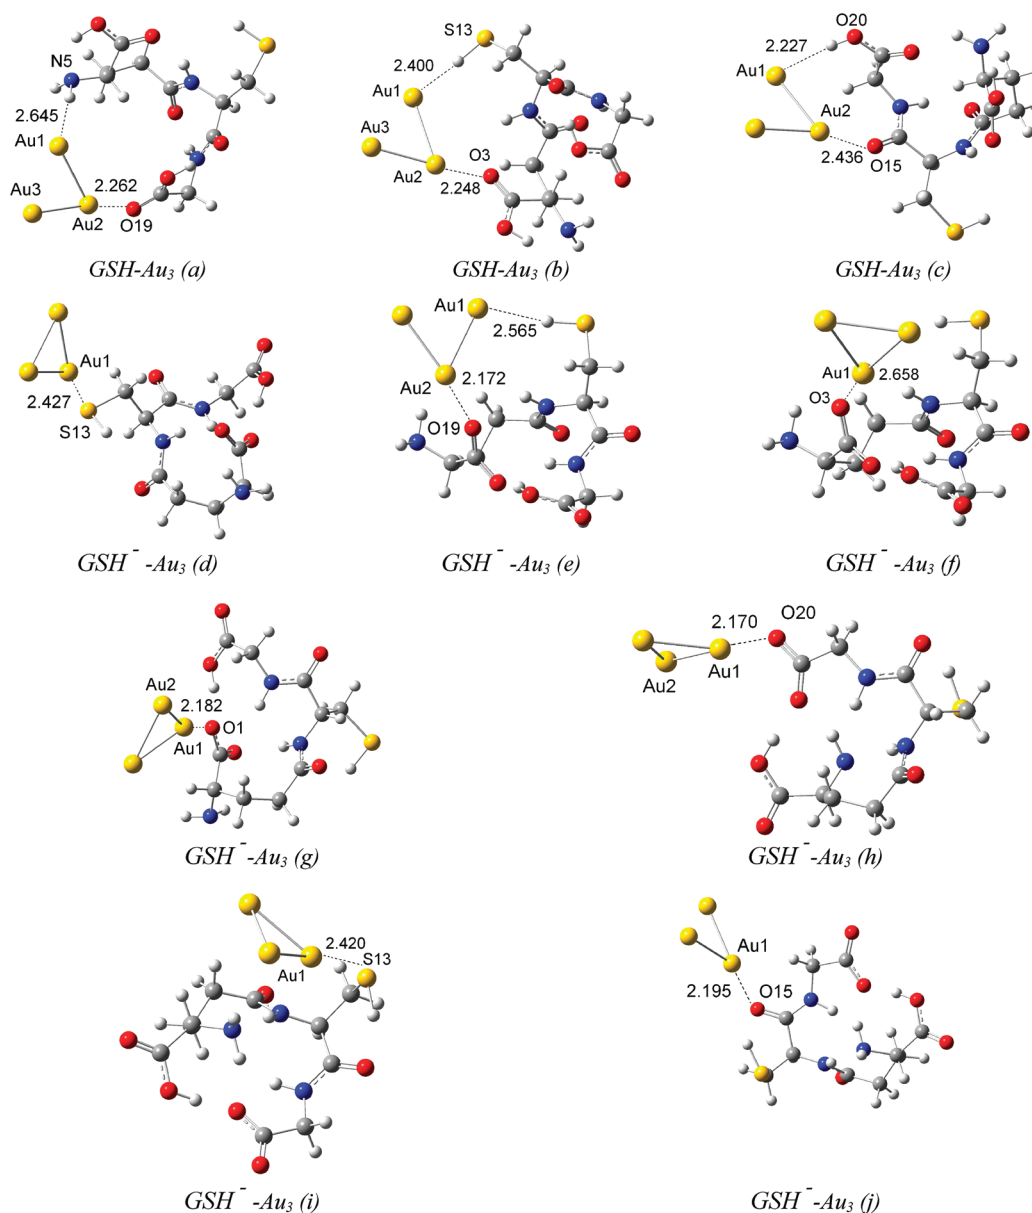 N5
2.645
Au1
Au3
2.262
Au2
O19
GSH-Au₃ (a)
S13
2.400
Au1
Au3
Au2
O3
2.248
GSH-Au₃ (b)
O20
2.227
Au1
Au2
2.436
O15
GSH-Au₃ (c)
Au1
2.427
S13
GSH⁻-Au₃ (d)
Au1
2.565
Au2
2.172
O19
GSH⁻-Au₃ (e)
Au1
2.658
O3
GSH⁻-Au₃ (f)
Au2
2.182
Au1
O1
GSH⁻-Au₃ (g)
2.170
O20
Au2
Au1
GSH⁻-Au₃ (h)
2.420
S13
Au1
GSH⁻-Au₃ (i)
Au1
2.195
O15
GSH⁻-Au₃ (j)